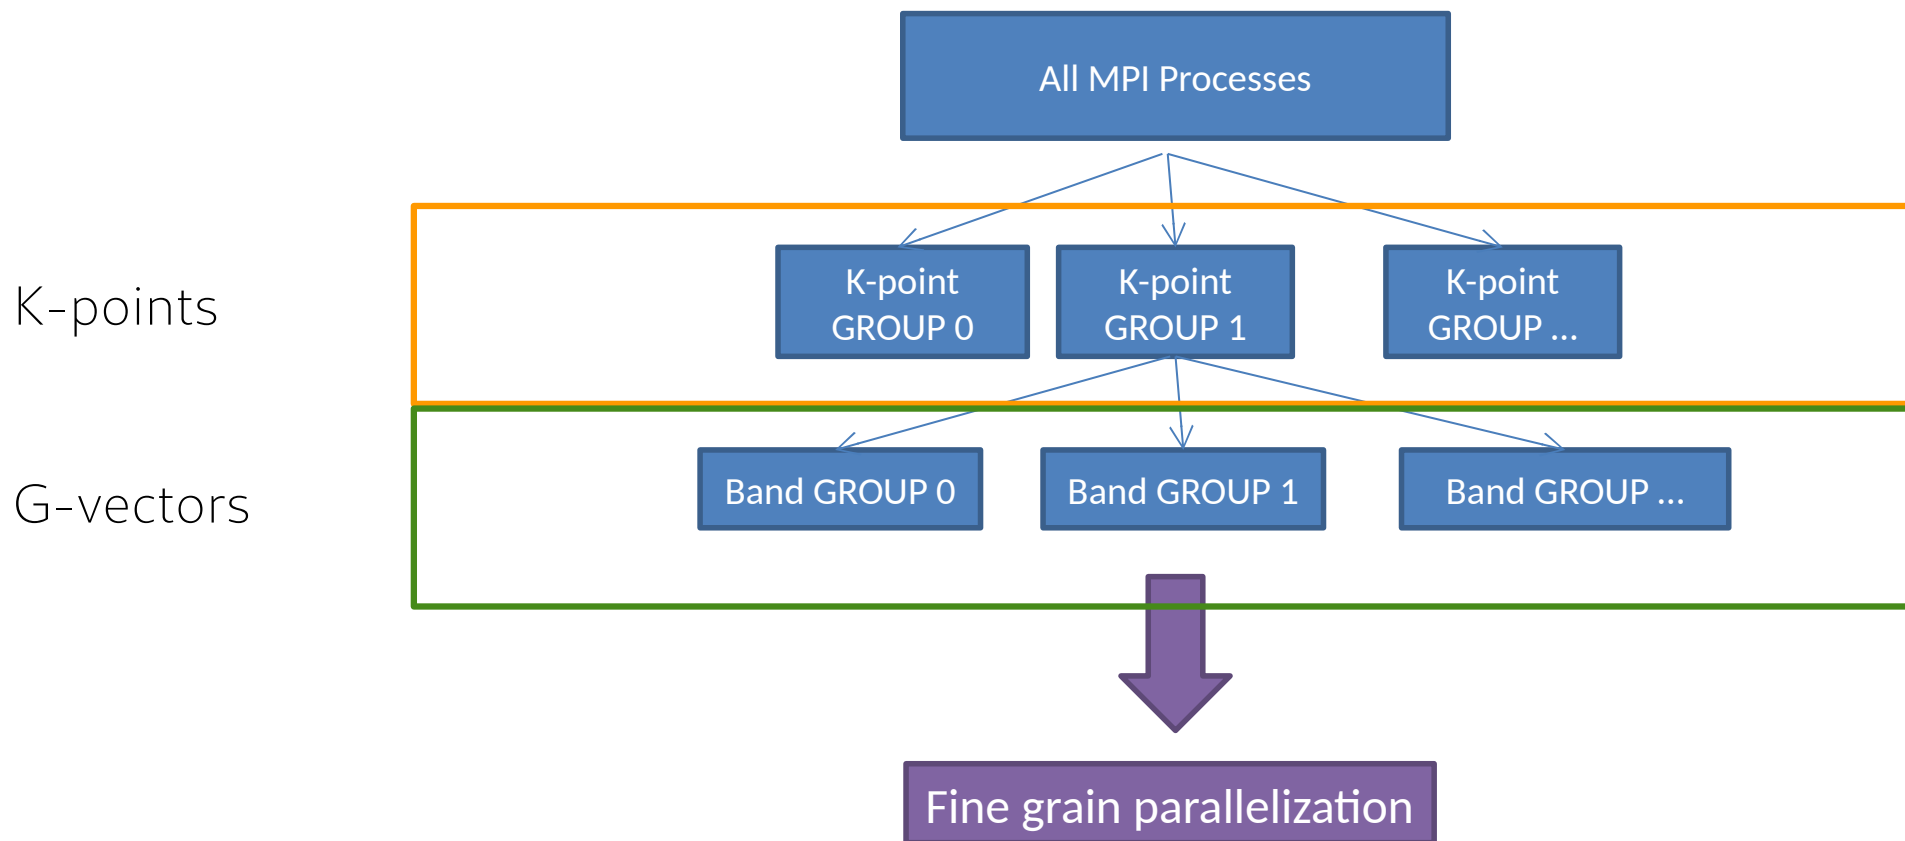 All MPI Processes
K-points
K-point
GROUP 0
K-point
GROUP 1
K-point
GROUP ...
G-vectors
Band GROUP 0
Band GROUP 1
Band GROUP ...
Fine grain parallelization